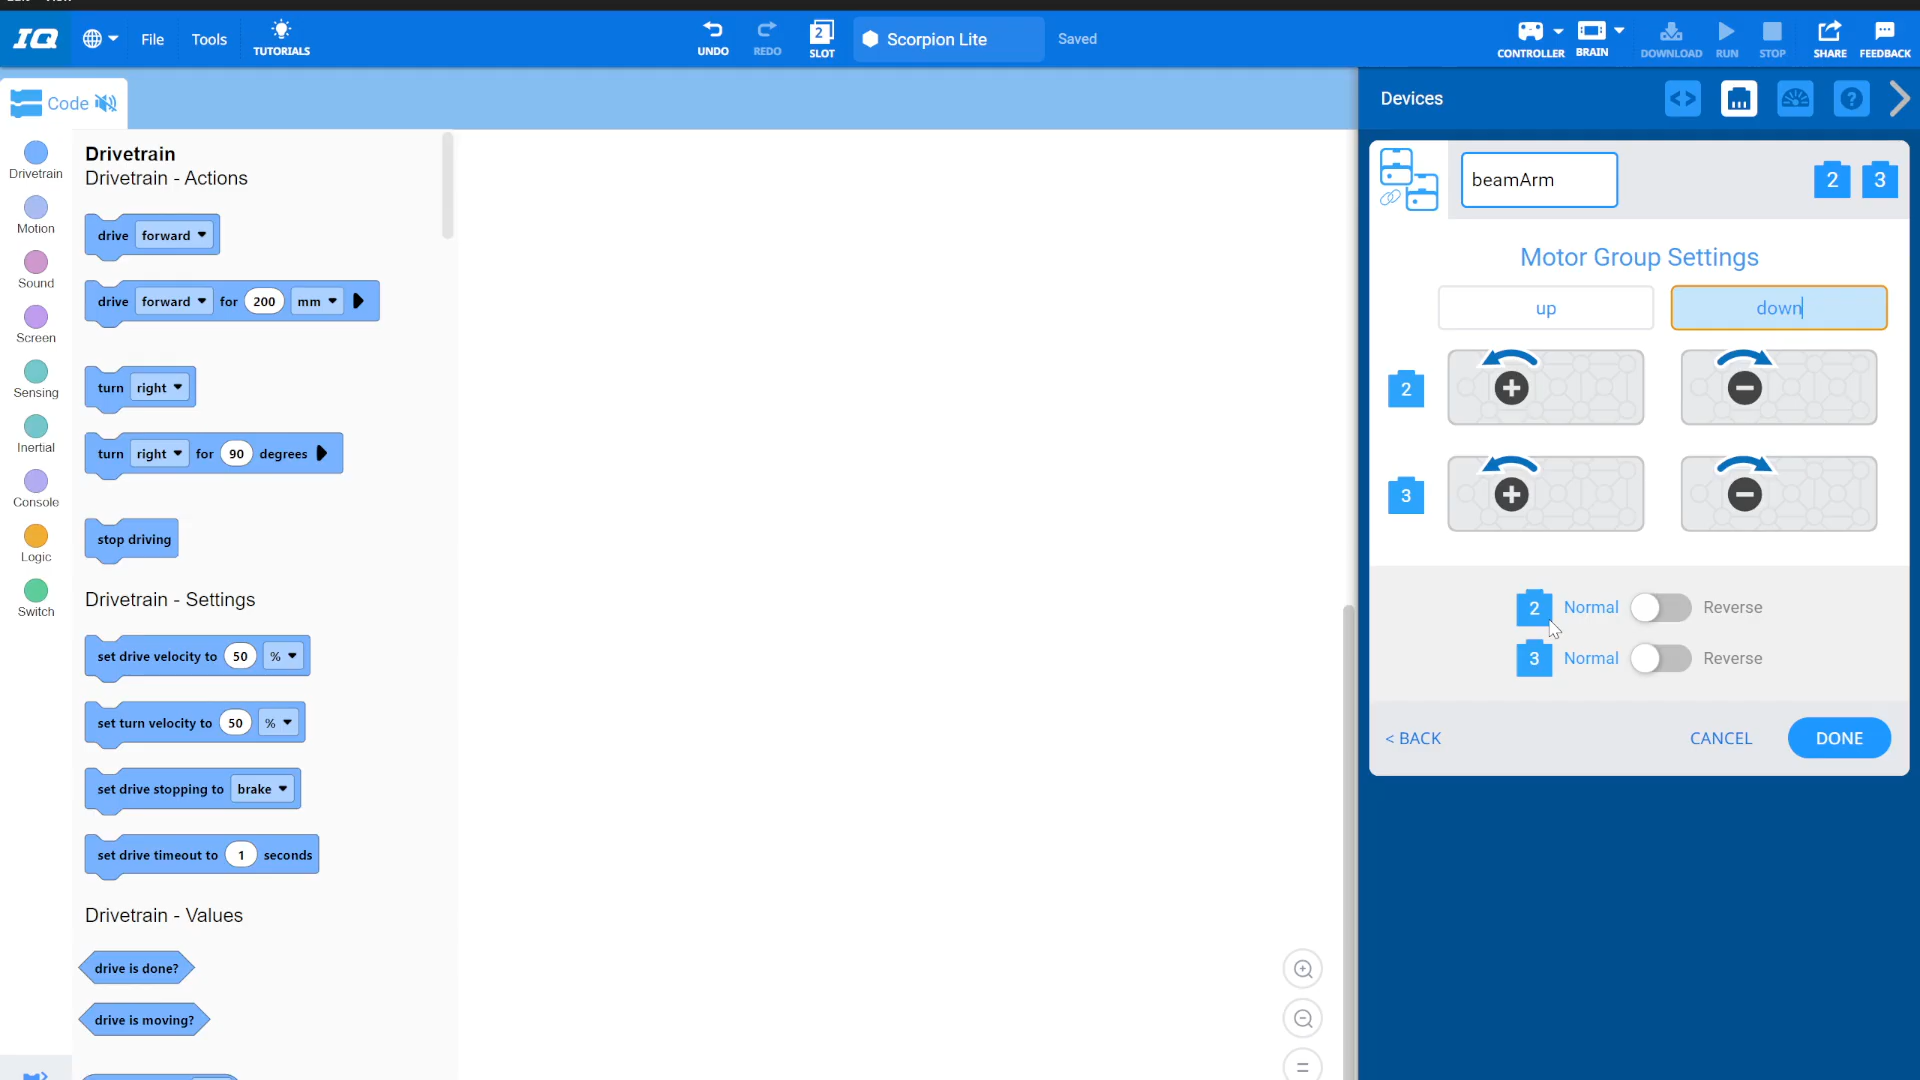 IQ
File
Tools
TUTORIALS
UNDO
REDO
2
SLOT
Scorpion Lite
Saved
CONTROLLER
BRAIN
DOWNLOAD
RUN
STOP
SHARE
FEEDBACK
Code
Devices
< >
?
Drivetrain
Motion
Sound
Screen
Sensing
Inertial
Console
Logic
Switch
Drivetrain
Drivetrain - Actions
drive forward
drive forward for 200 mm
turn right
turn right for 90 degrees
stop driving
Drivetrain - Settings
set drive velocity to 50 %
set turn velocity to 50 %
set drive stopping to brake
set drive timeout to 1 seconds
Drivetrain - Values
drive is done?
drive is moving?
beamArm
2 3
Motor Group Settings
up down
2 + −
3 + −
2 Normal Reverse
3 Normal Reverse
< BACK CANCEL DONE